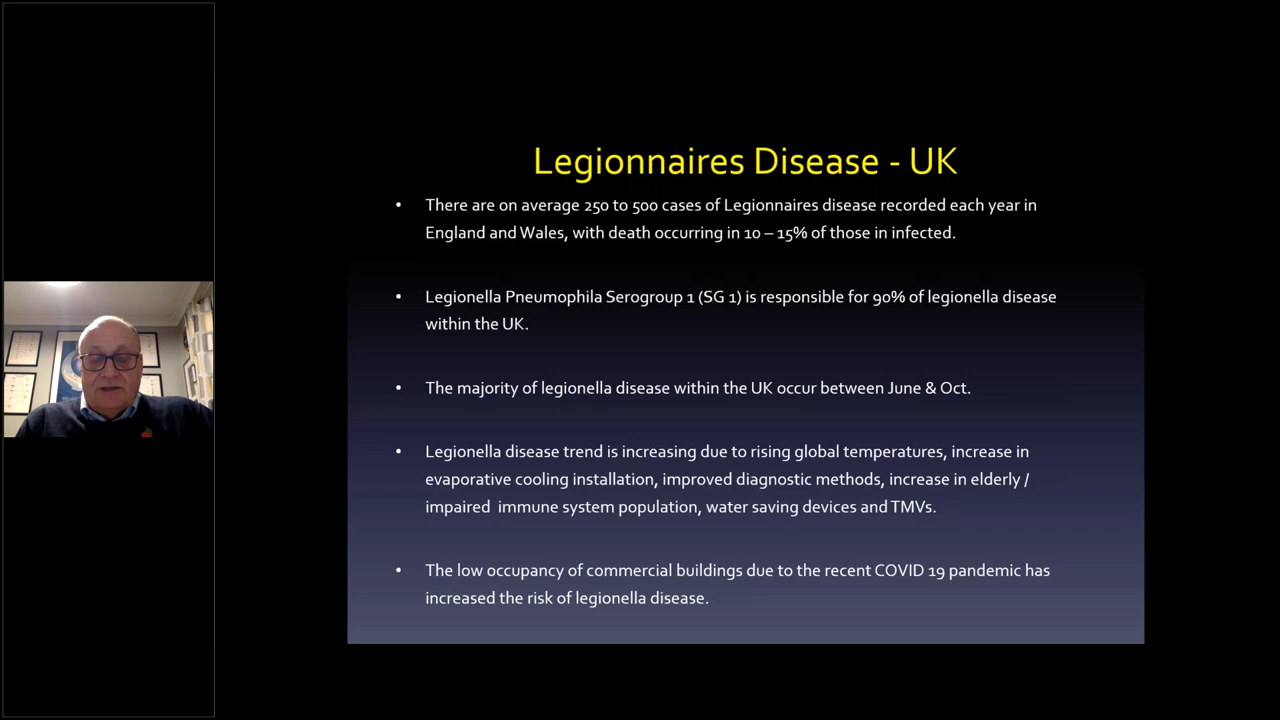 Legionnaires Disease - UK
• There are on average 250 to 500 cases of Legionnaires disease recorded each year in
England and Wales, with death occurring in 10 – 15% of those in infected.
• Legionella Pneumophila Serogroup 1 (SG 1) is responsible for 90% of legionella disease
within the UK.
• The majority of legionella disease within the UK occur between June & Oct.
• Legionella disease trend is increasing due to rising global temperatures, increase in
evaporative cooling installation, improved diagnostic methods, increase in elderly /
impaired  immune system population, water saving devices and TMVs.
• The low occupancy of commercial buildings due to the recent COVID 19 pandemic has
increased the risk of legionella disease.